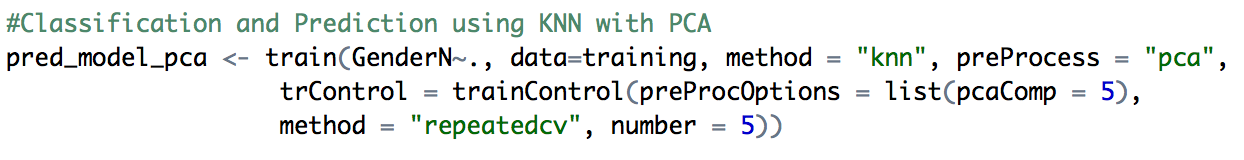 #Classification and Prediction using KNN with PCA
pred_model_pca <- train(GenderN~., data=training, method = "knn", preProcess = "pca",
trControl = trainControl(preProcOptions = list(pcaComp = 5),
method = "repeatedcv", number = 5))